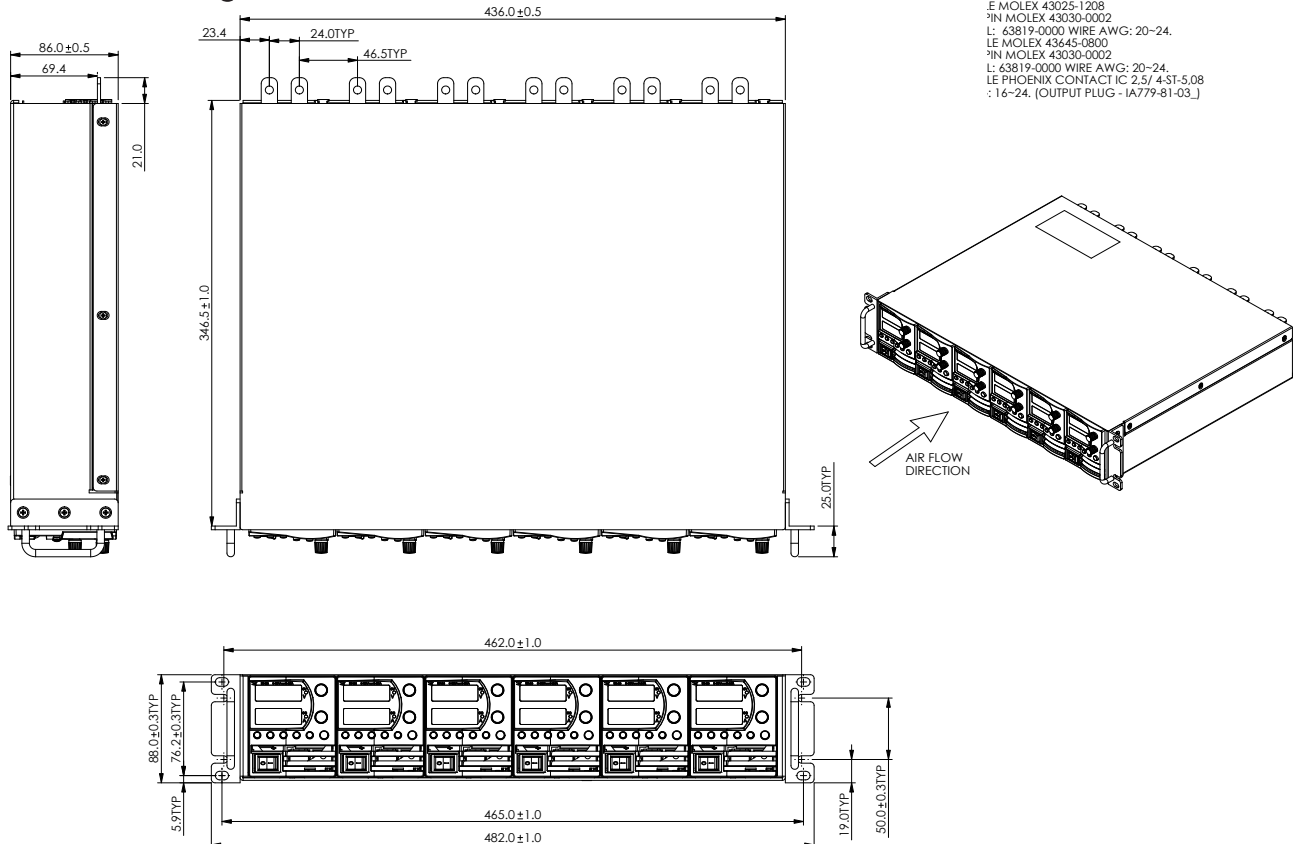 436.0±0.5
.E MOLEX 43025-1208
PIN MOLEX 43030-0002
L: 63819-0000 WIRE AWG: 20~24.
LE MOLEX 43645-0800
PIN MOLEX 43030-0002
L: 63819-0000 WIRE AWG: 20~24.
LE PHOENIX CONTACT IC 2,5/ 4-ST-5,08
: 16~24. (OUTPUT PLUG - IA779-81-03_)
86.0±0.5
23.4
24.0TYP
69.4
46.5TYP
21.0
346.5±1.0
AIR FLOW
DIRECTION
25.0TYP
462.0±1.0
88.0±0.3TYP
76.2±0.3TYP
5.9TYP
465.0±1.0
482.0±1.0
19.0TYP
50.0±0.3TYP